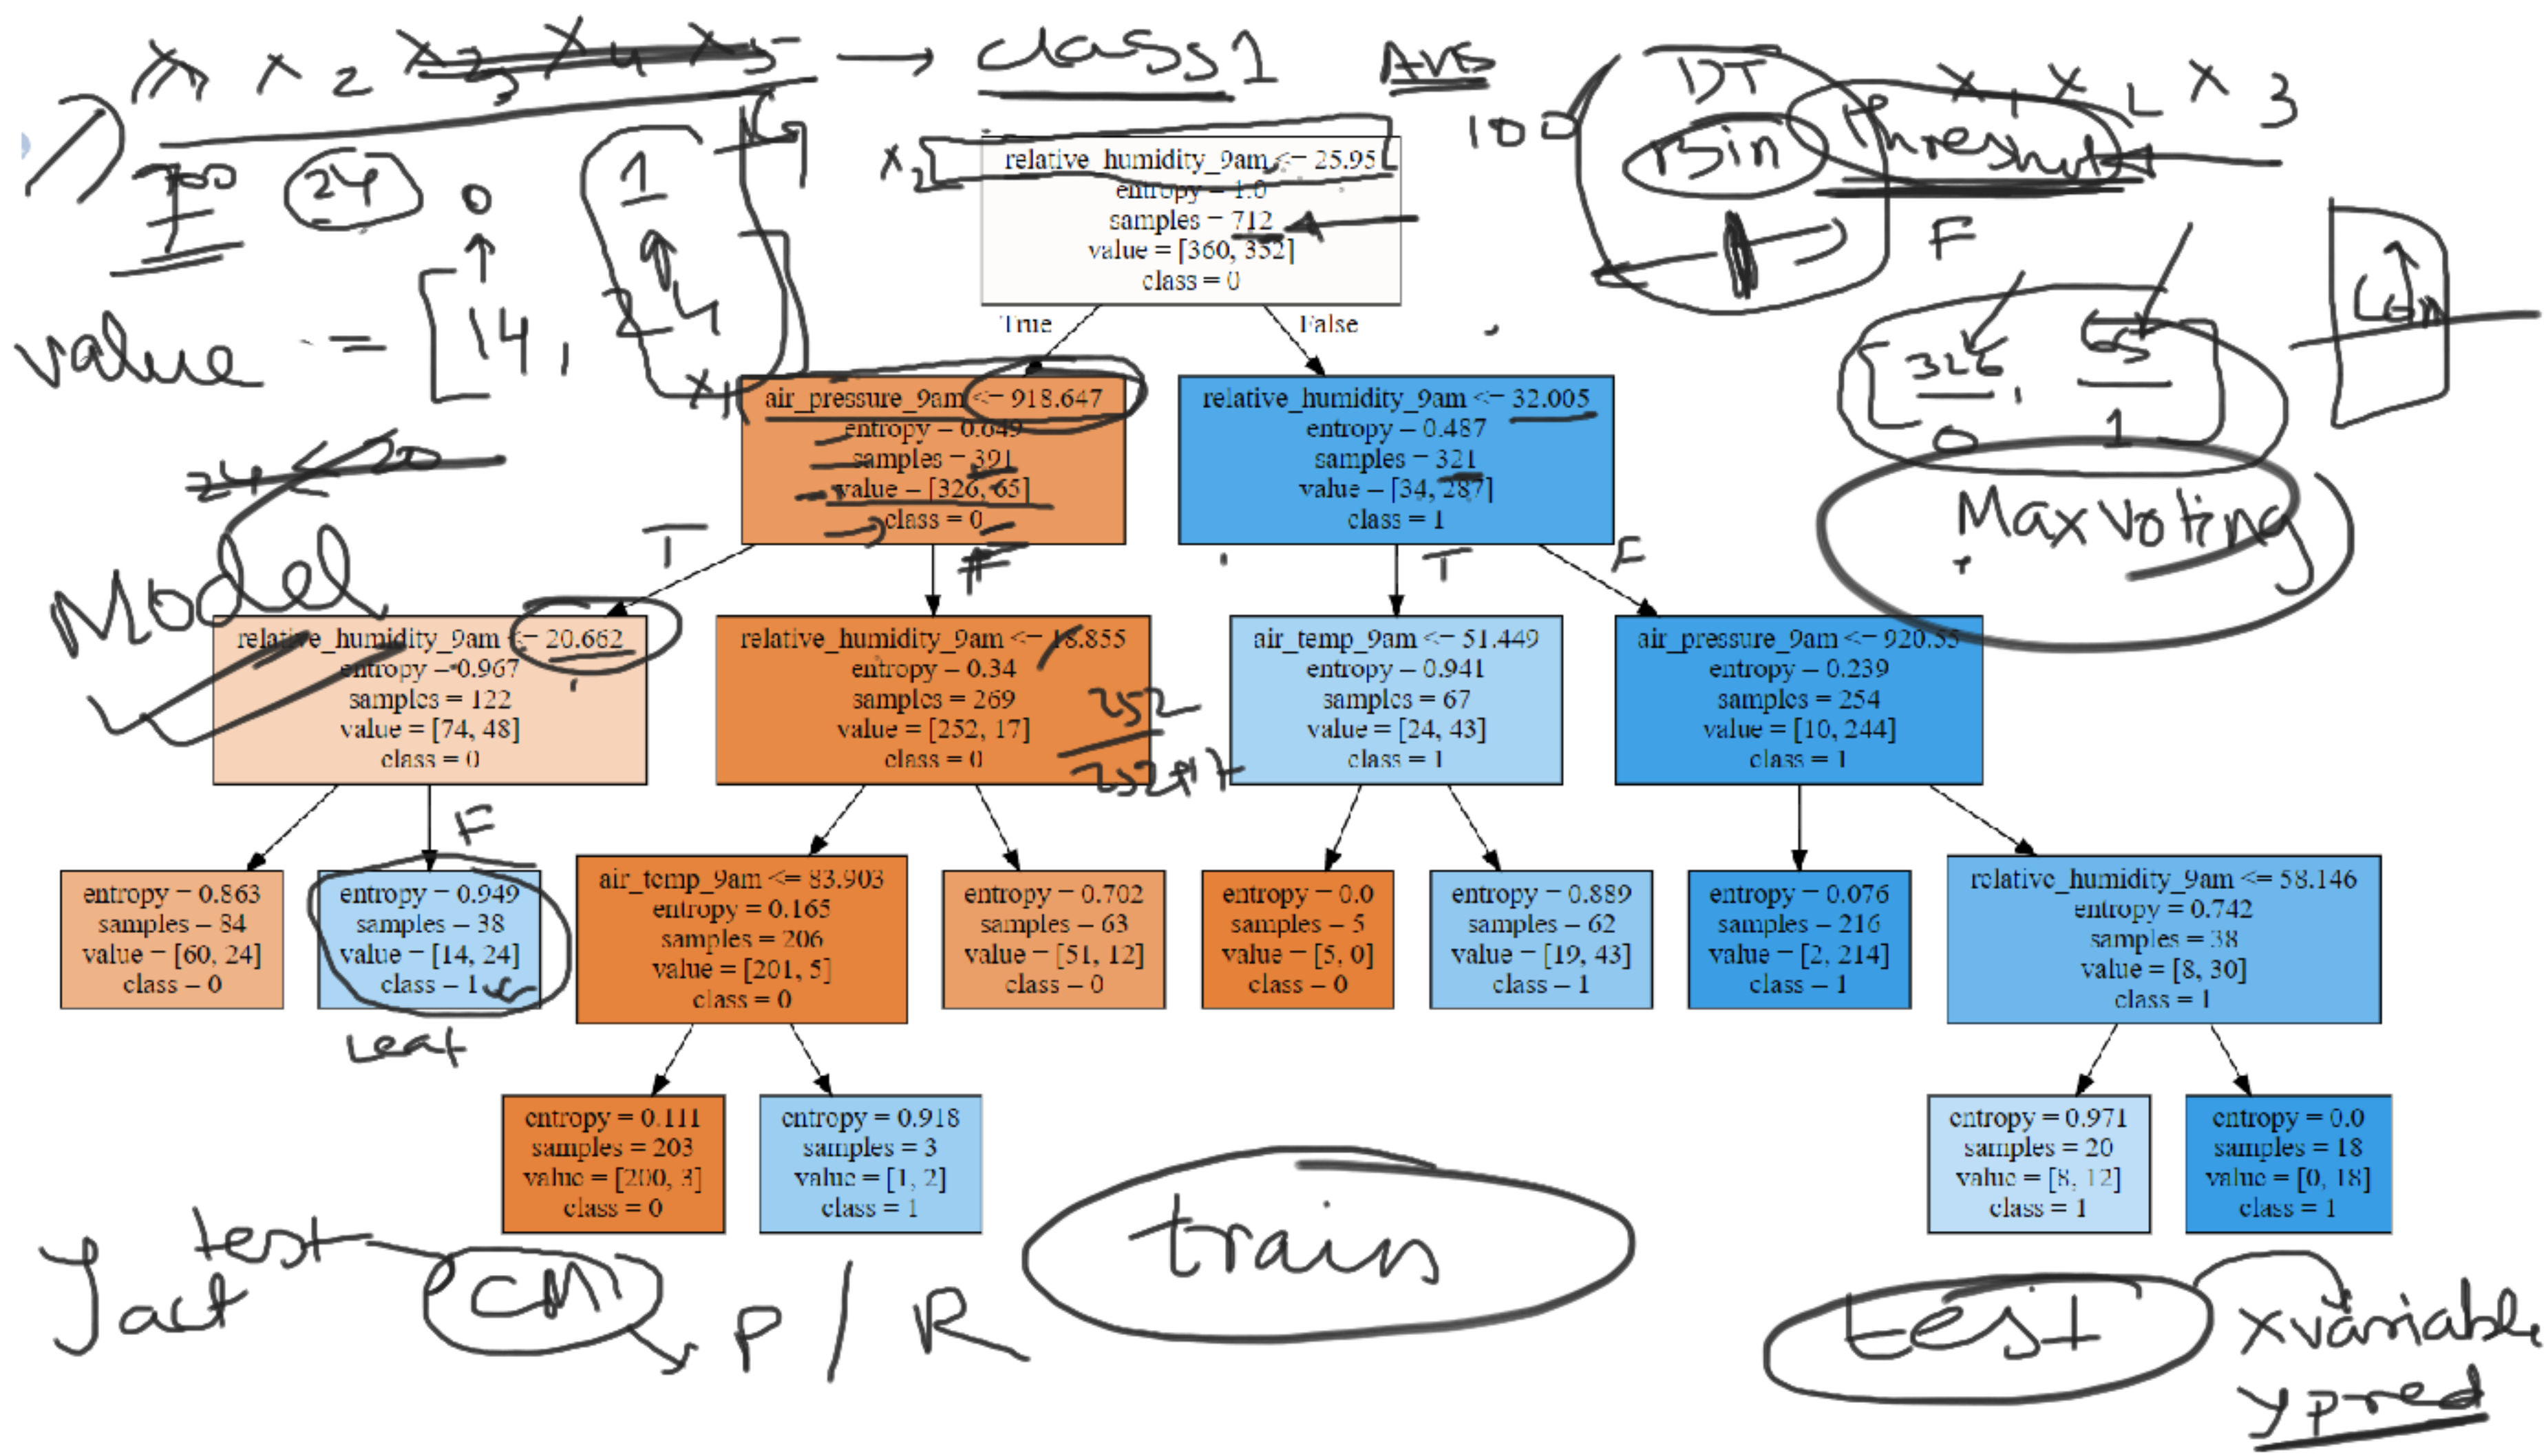 x1 x2 x3 x4 x5 → class 1
Avg
100
DT
x1 x2 x3
Bin
700
24
0
1
x2
relative_humidity_9am <= 25.95
entropy = 1.0
samples = 712
value = [360, 352]
class = 0
F
value = [14, 24]
True
False
[326, 65]
0 1
x1
air_pressure_9am <= 918.647
entropy = 0.649
samples = 391
value = [326, 65]
class = 0
relative_humidity_9am <= 32.005
entropy = 0.487
samples = 321
value = [34, 287]
class = 1
Max Voting
24 < 20
T
F
T
F
Model
relative_humidity_9am <= 20.662
entropy = 0.967
samples = 122
value = [74, 48]
class = 0
relative_humidity_9am <= 18.855
entropy = 0.34
samples = 269
value = [252, 17]
class = 0
252
252+17
air_temp_9am <= 51.449
entropy = 0.941
samples = 67
value = [24, 43]
class = 1
air_pressure_9am <= 920.55
entropy = 0.239
samples = 254
value = [10, 244]
class = 1
F
entropy = 0.863
samples = 84
value = [60, 24]
class = 0
entropy = 0.949
samples = 38
value = [14, 24]
class = 1
Leaf
air_temp_9am <= 83.903
entropy = 0.165
samples = 206
value = [201, 5]
class = 0
entropy = 0.702
samples = 63
value = [51, 12]
class = 0
entropy = 0.0
samples = 5
value = [5, 0]
class = 0
entropy = 0.889
samples = 62
value = [19, 43]
class = 1
entropy = 0.076
samples = 216
value = [2, 214]
class = 1
relative_humidity_9am <= 58.146
entropy = 0.742
samples = 38
value = [8, 30]
class = 1
entropy = 0.111
samples = 203
value = [200, 3]
class = 0
entropy = 0.918
samples = 3
value = [1, 2]
class = 1
entropy = 0.971
samples = 20
value = [8, 12]
class = 1
entropy = 0.0
samples = 18
value = [0, 18]
class = 1
test
y act
CM
P / R
train
test
x variable
y pred